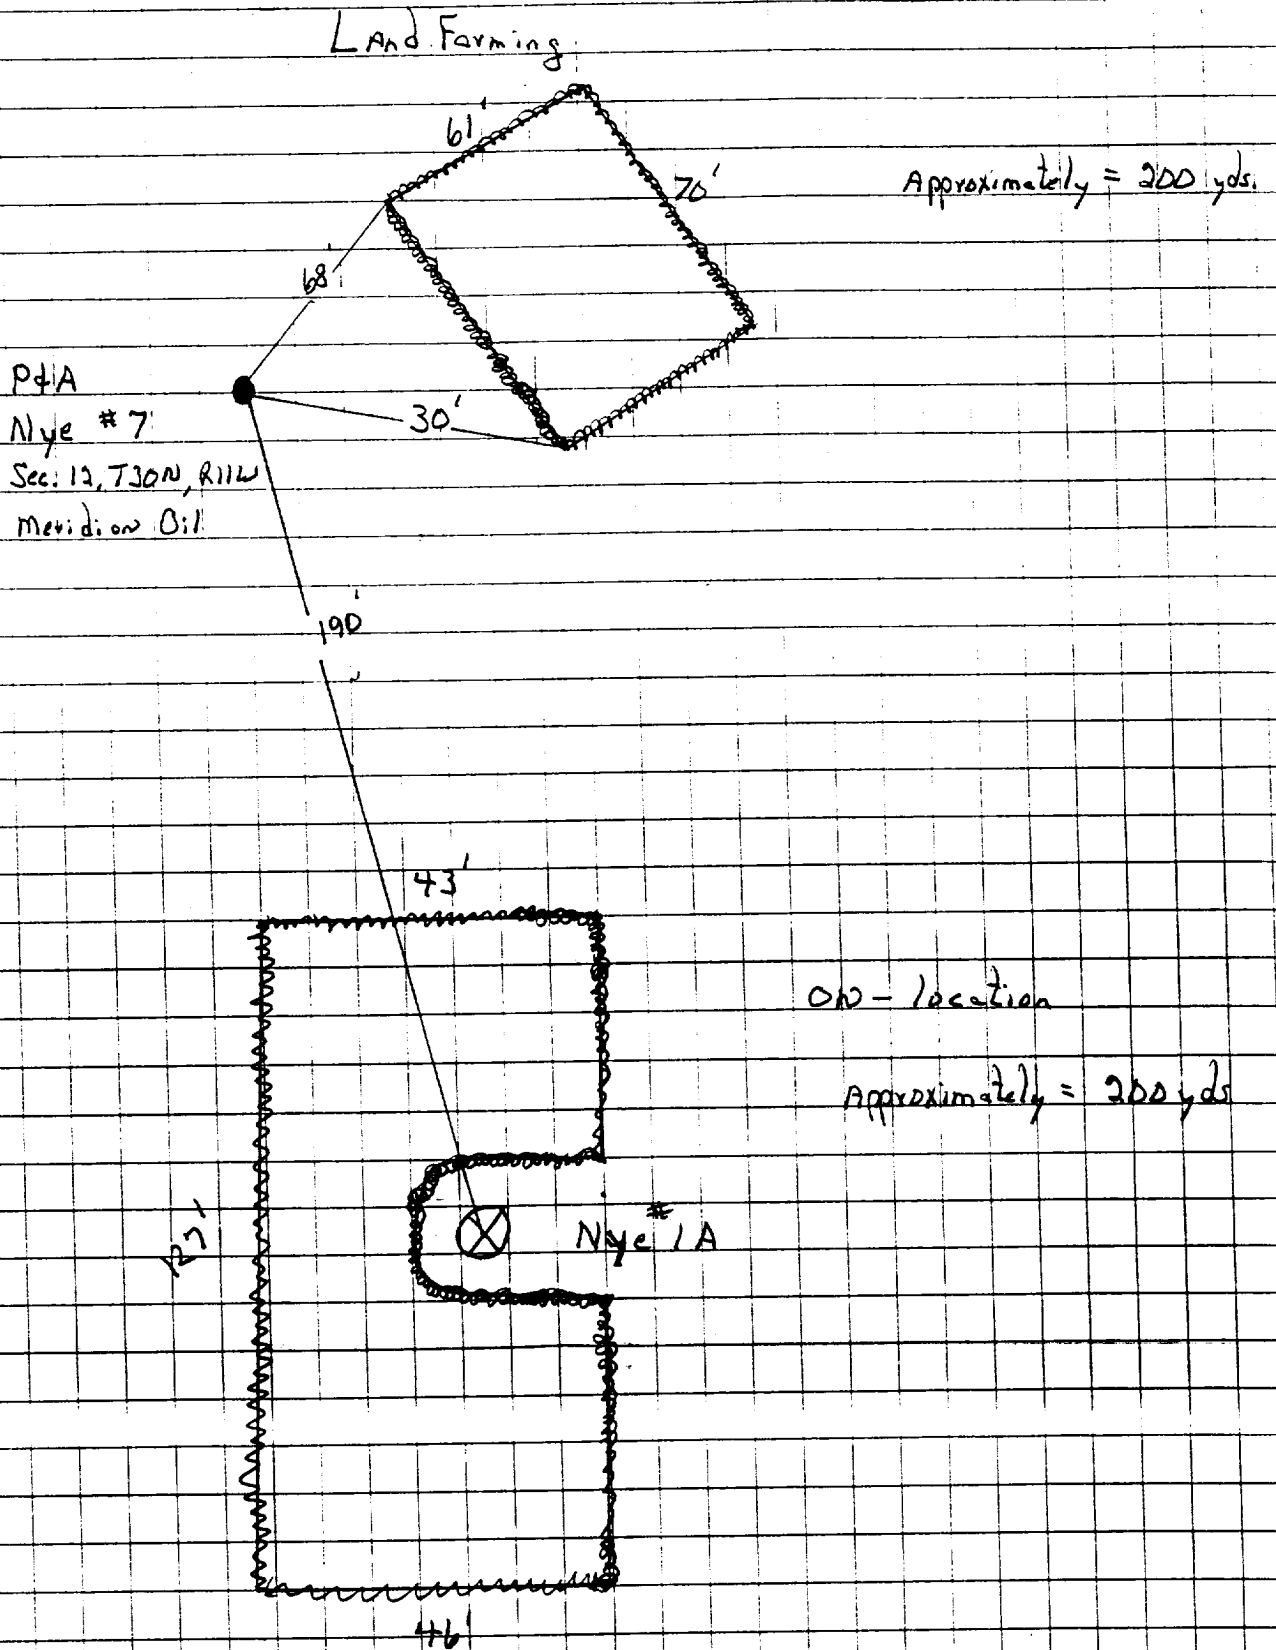 Land Farming
61'
70'
Approximately = 200 yds.
68'
P&A
30'
Nye #7
Sec: 12, T30N, R11W
Meridian Oil
190'
43'
ON-location
Approximately = 200 yds
127'
Nye #1A
46'